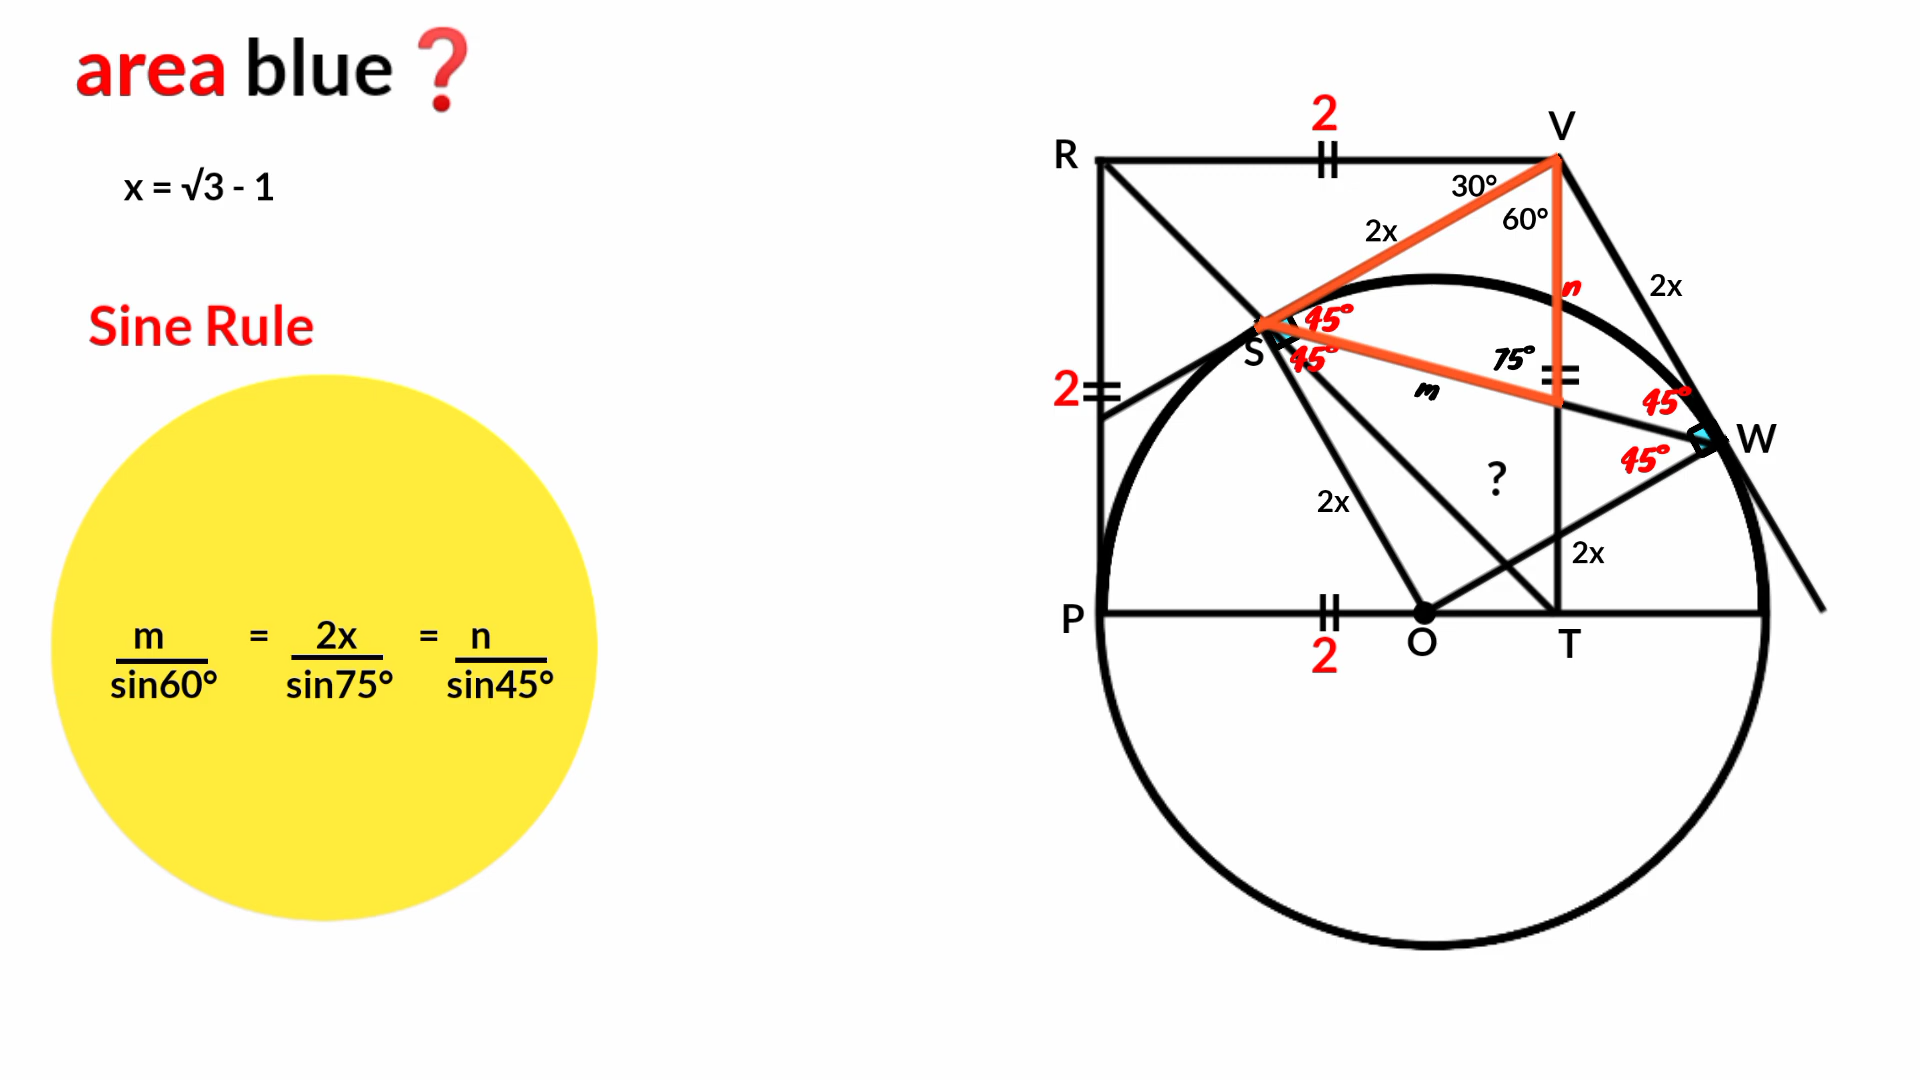 area blue ❓
x = √3 - 1
Sine Rule
m = 2x = n
sin60° sin75° sin45°
2
R
V
30°
60°
2x
n
2x
45°
S
45°
75°
2
m
45°
W
45°
?
2x
2x
P
O
T
2